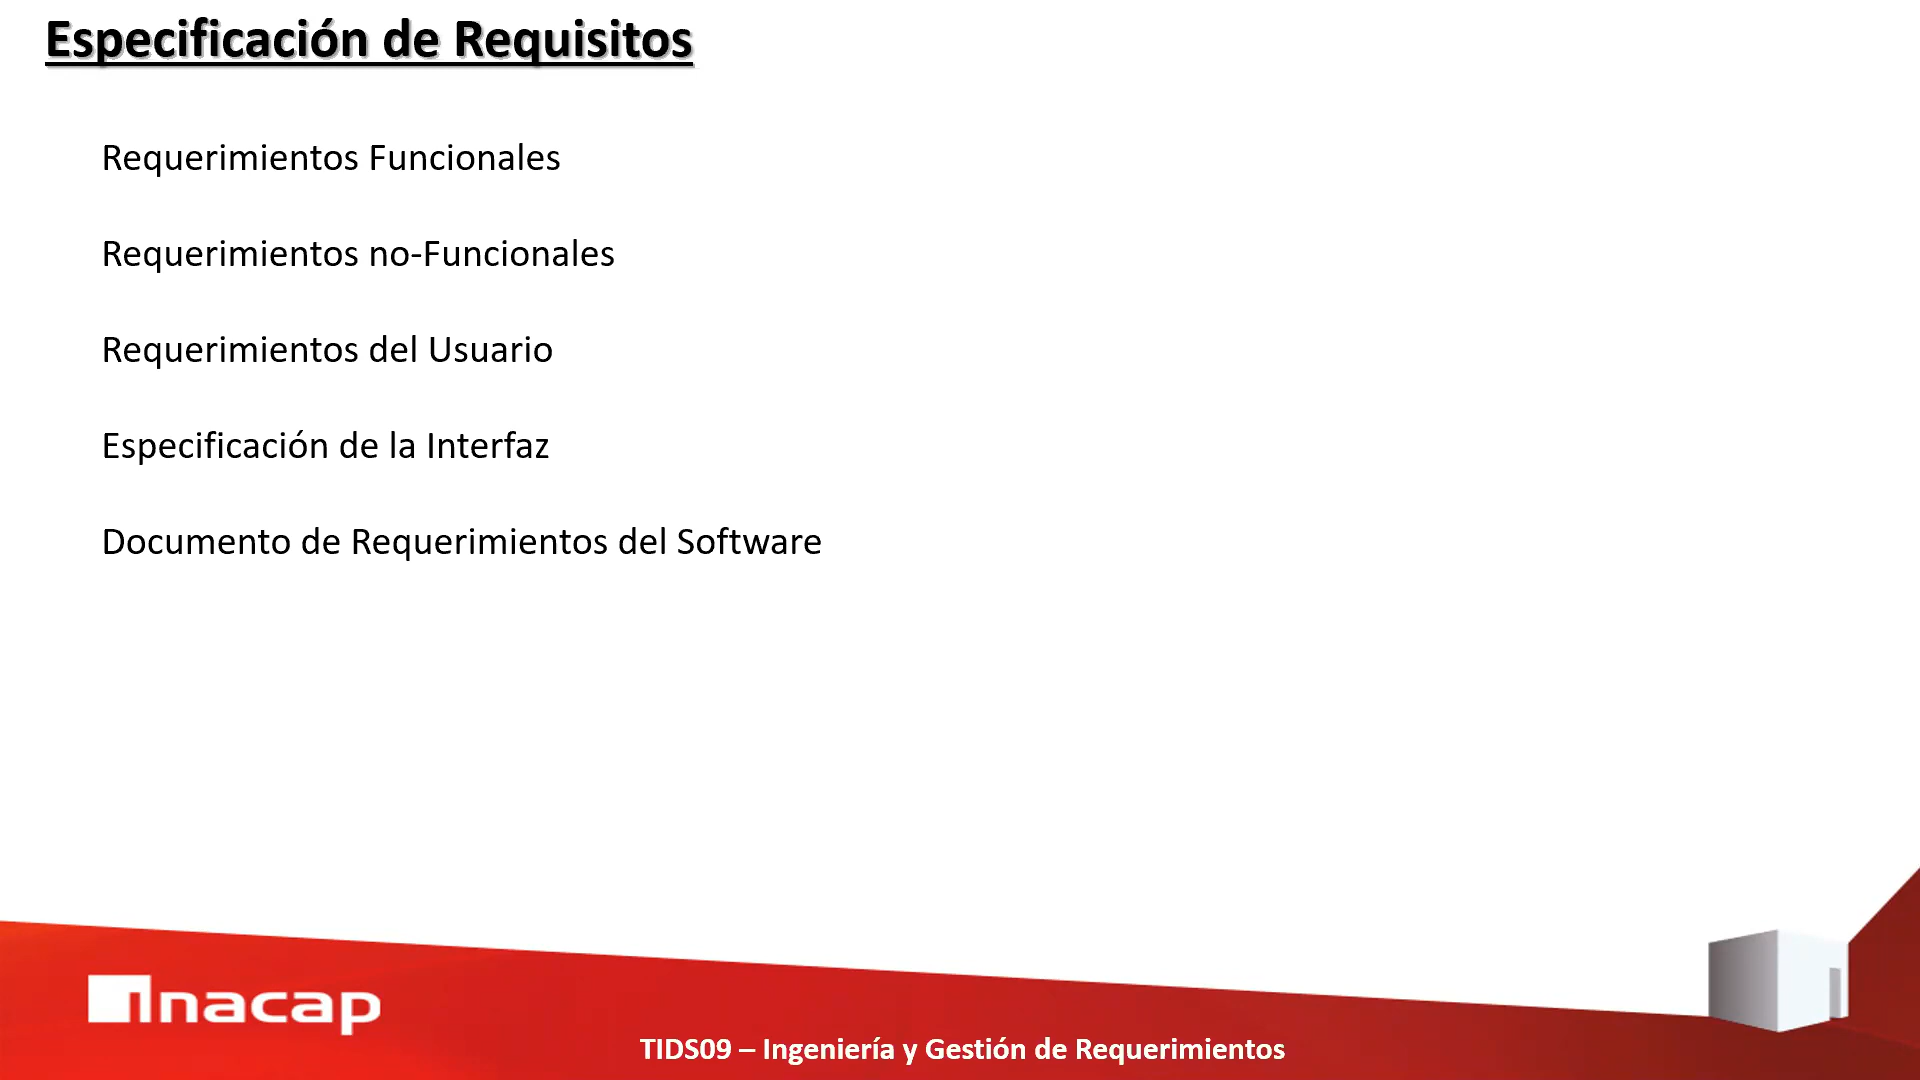 Especificación de Requisitos
Requerimientos Funcionales
Requerimientos no-Funcionales
Requerimientos del Usuario
Especificación de la Interfaz
Documento de Requerimientos del Software
Inacap
TIDS09 – Ingeniería y Gestión de Requerimientos